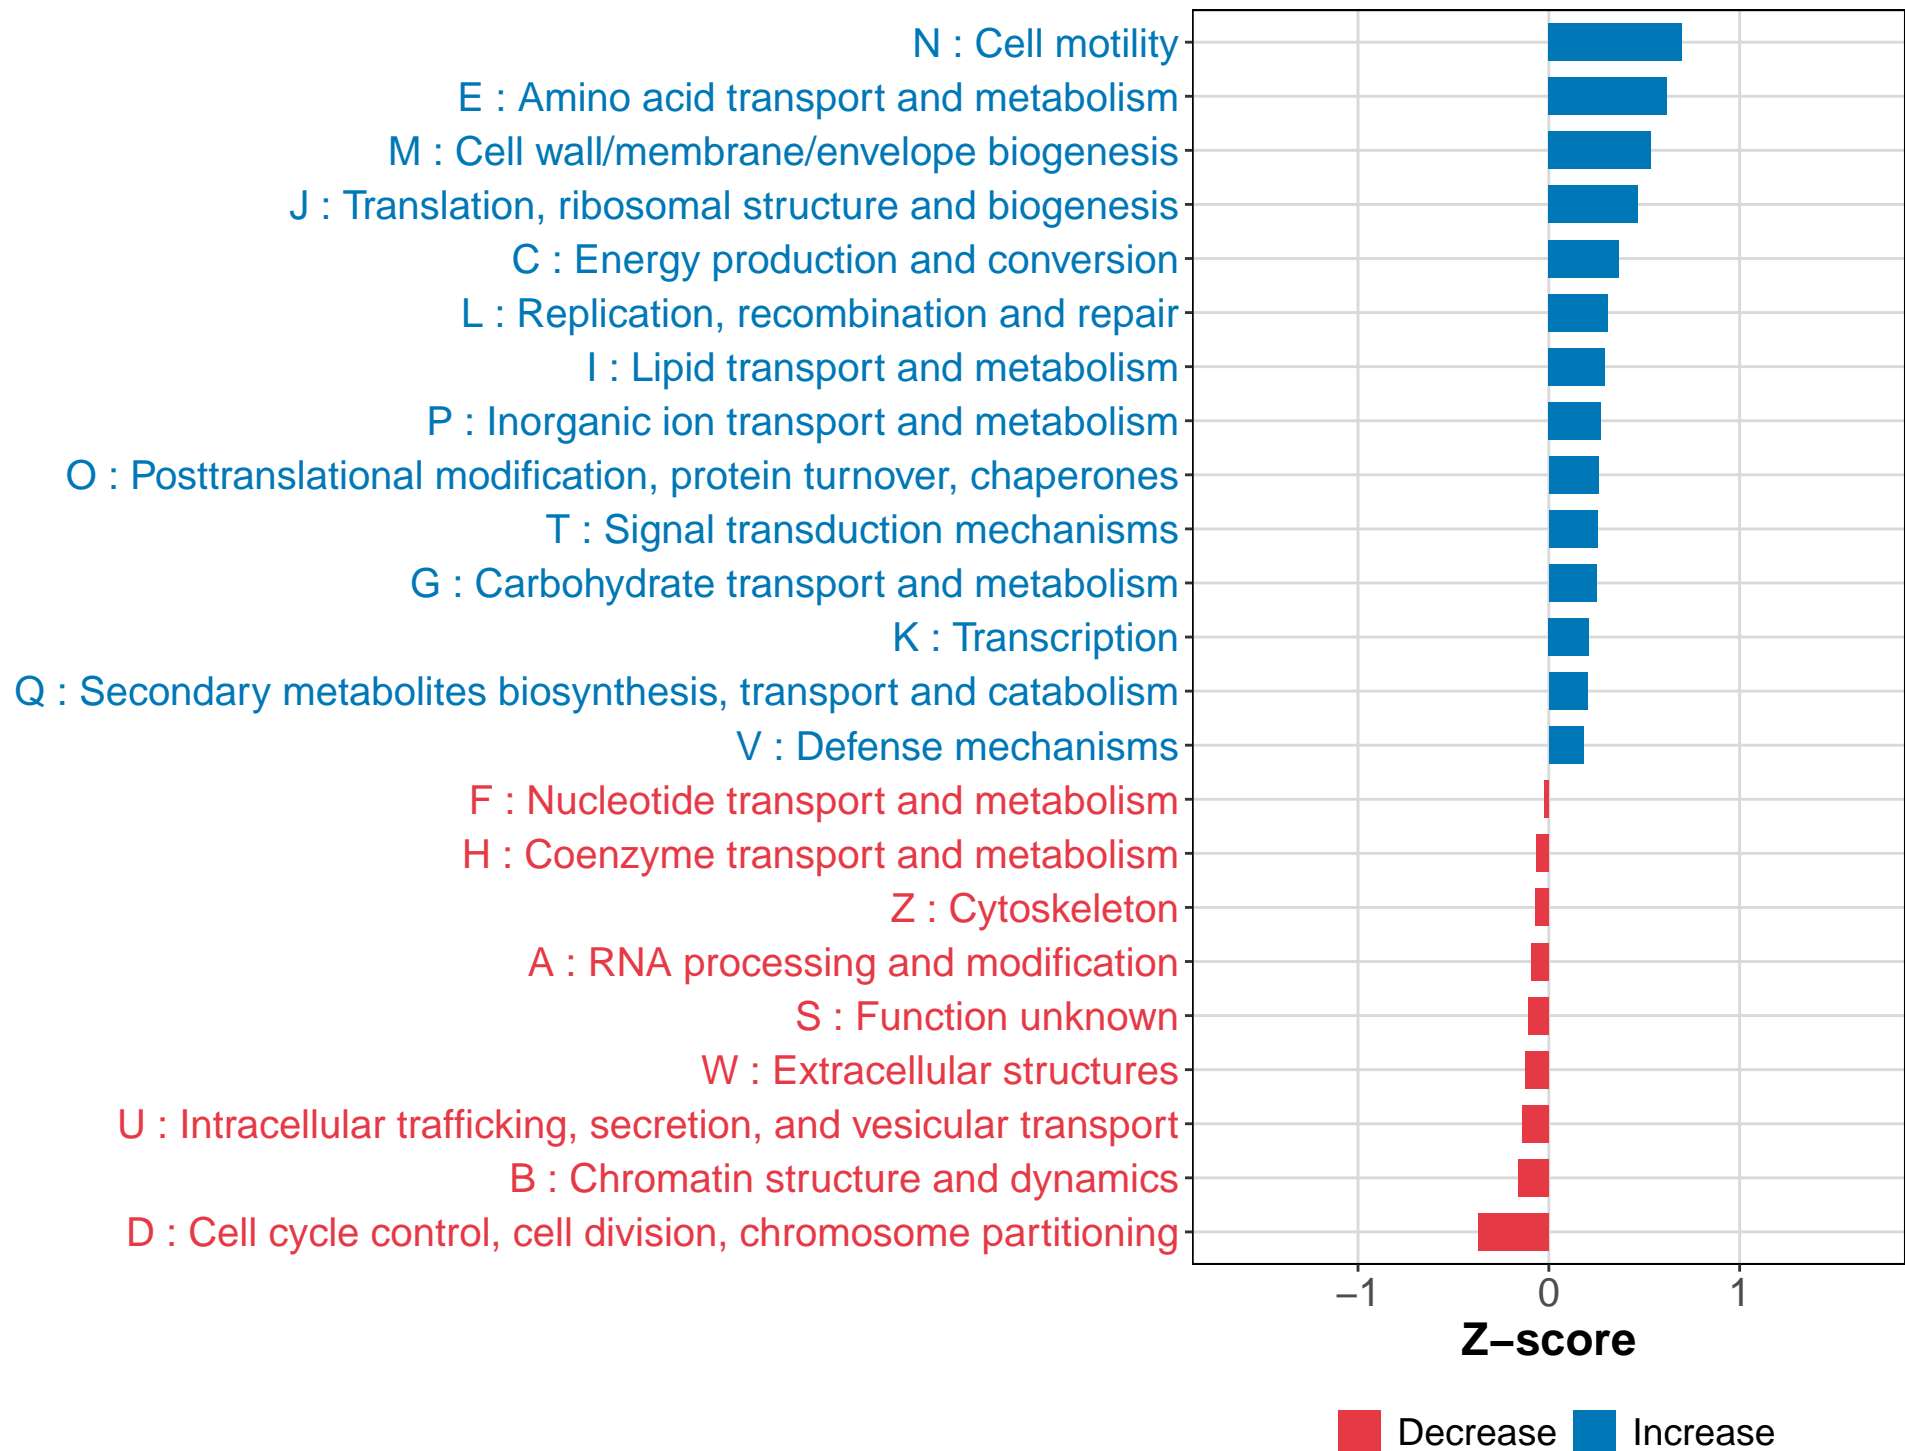 N : Cell motility
E : Amino acid transport and metabolism
M : Cell wall/membrane/envelope biogenesis
J : Translation, ribosomal structure and biogenesis
C : Energy production and conversion
L : Replication, recombination and repair
I : Lipid transport and metabolism
P : Inorganic ion transport and metabolism
O : Posttranslational modification, protein turnover, chaperones
T : Signal transduction mechanisms
G : Carbohydrate transport and metabolism
K : Transcription
Q : Secondary metabolites biosynthesis, transport and catabolism
V : Defense mechanisms
F : Nucleotide transport and metabolism
H : Coenzyme transport and metabolism
Z : Cytoskeleton
A : RNA processing and modification
S : Function unknown
W : Extracellular structures
U : Intracellular trafficking, secretion, and vesicular transport
B : Chromatin structure and dynamics
D : Cell cycle control, cell division, chromosome partitioning
−1 0 1
Z−score
Decrease Increase